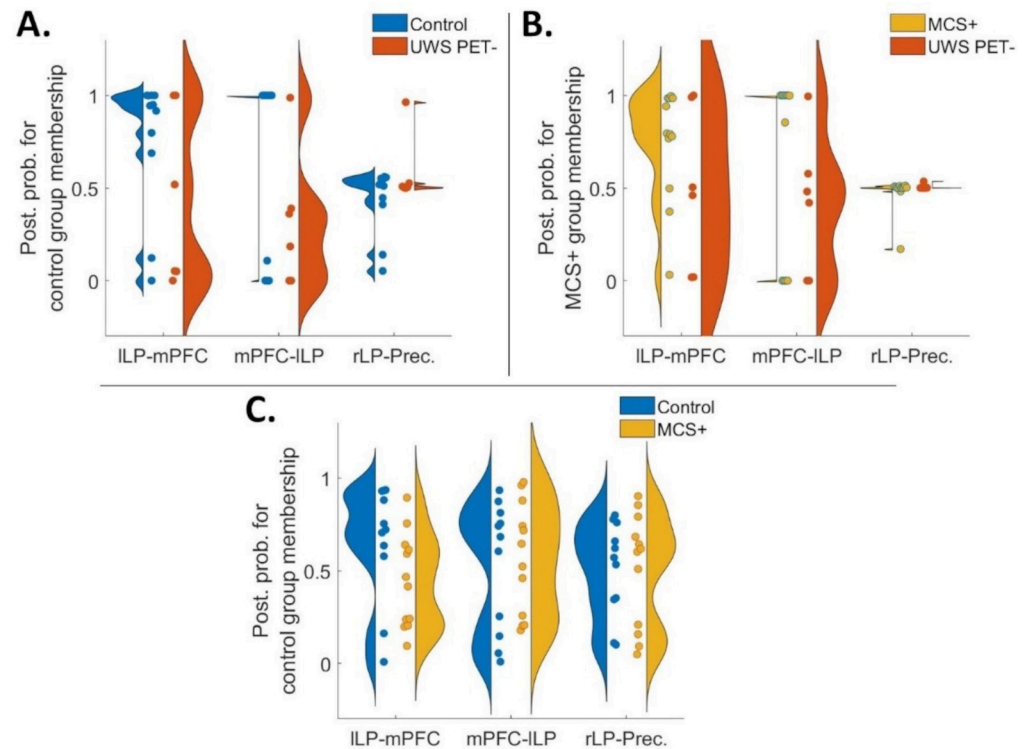 A.
Control
UWS PET-
Post. prob. for
control group membership
1
0.5
0
lLP-mPFC
mPFC-lLP
rLP-Prec.
B.
MCS+
UWS PET-
Post. prob. for
MCS+ group membership
1
0.5
0
lLP-mPFC
mPFC-lLP
rLP-Prec.
C.
Control
MCS+
Post. prob. for
control group membership
1
0.5
0
lLP-mPFC
mPFC-lLP
rLP-Prec.